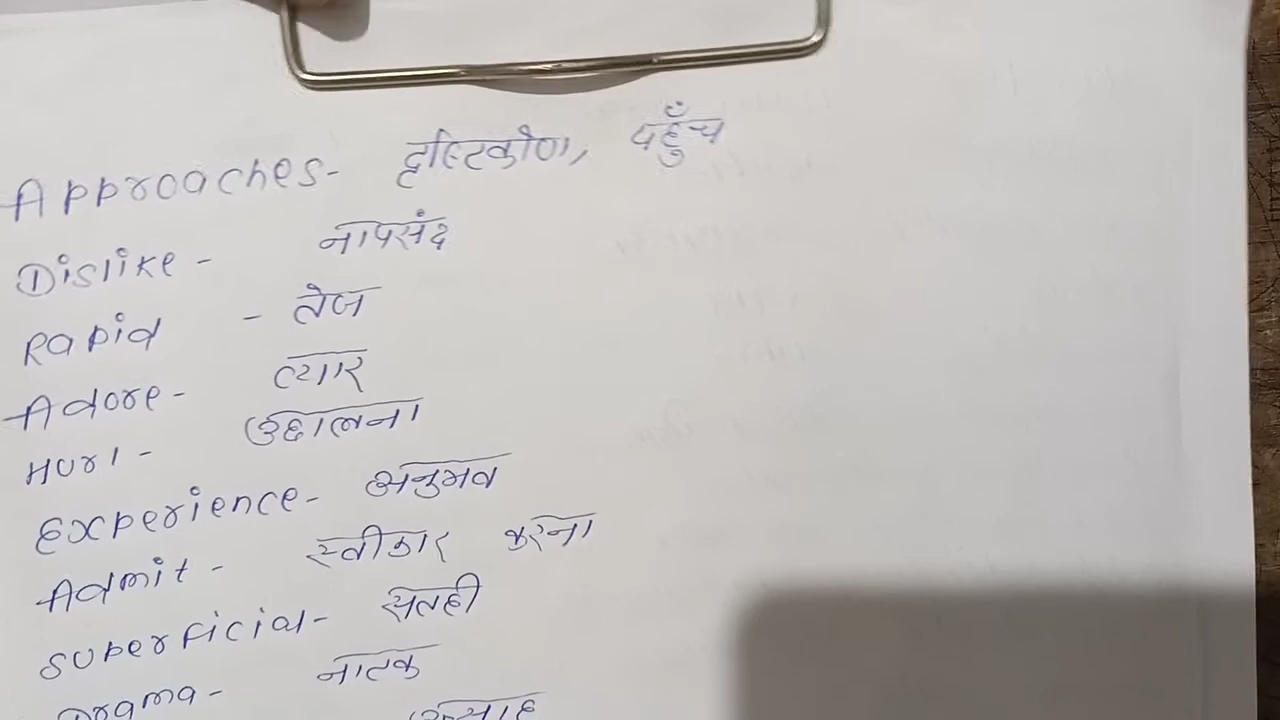 Approaches- दृष्टिकोण, पहुँच
Dislike - नापसंद
Rapid - तेज
Adore- प्यार
Hurl - उछालना
Experience- अनुभव
Admit - स्वीकार करना
Superficial- सतही
Drama- नाटक